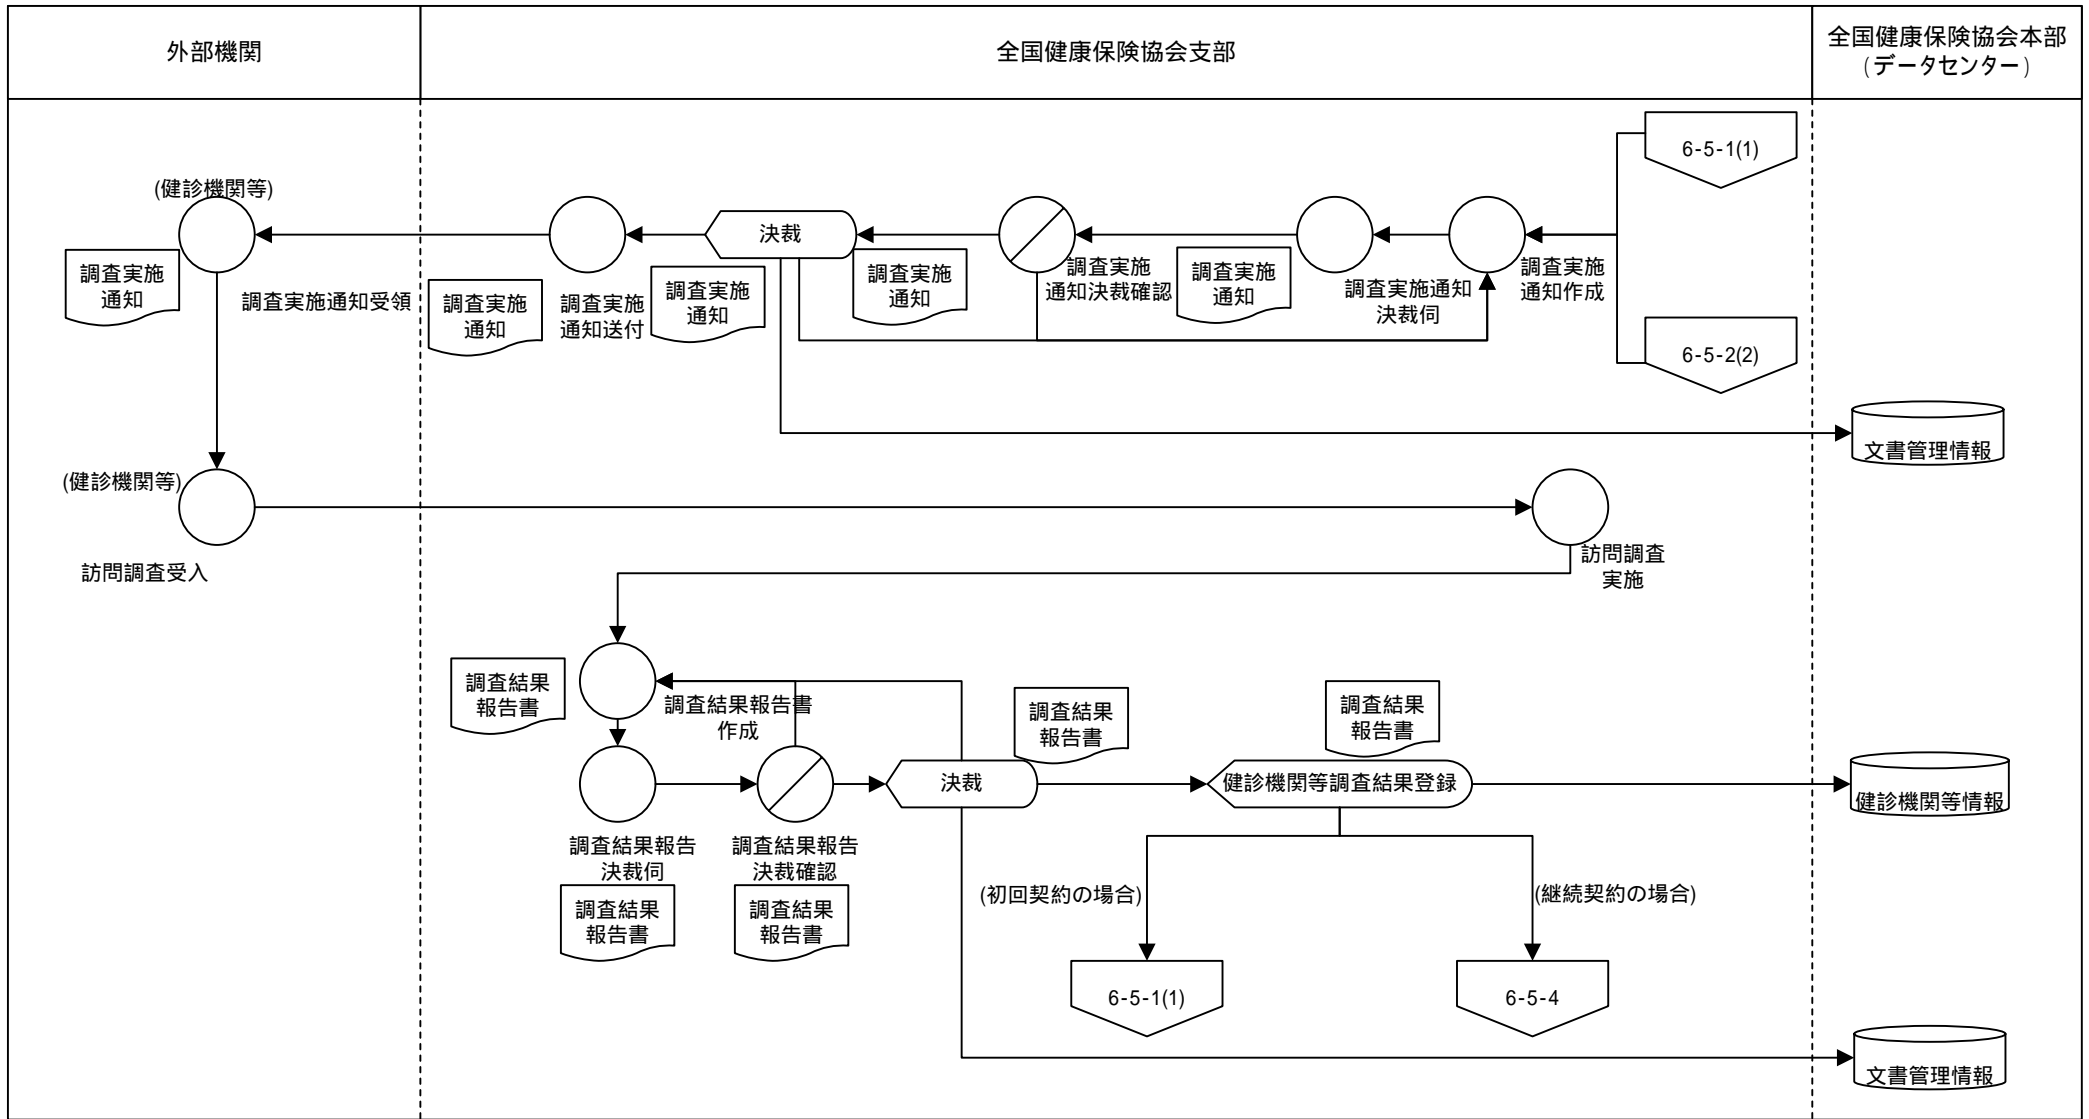 外部機関
全国健康保険協会支部
全国健康保険協会本部
(データセンター)
6-5-1(1)
(健診機関等)
決裁
調査実施
通知
調査実施通知受領
調査実施
通知
調査実施
通知送付
調査実施
通知
調査実施
通知
調査実施
通知決裁確認
調査実施
通知
調査実施通知
決裁伺
調査実施
通知作成
6-5-2(2)
文書管理情報
(健診機関等)
訪問調査受入
訪問調査
実施
調査結果
報告書
調査結果報告書
作成
調査結果
報告書
調査結果
報告書
決裁
健診機関等調査結果登録
健診機関等情報
調査結果報告
決裁伺
調査結果報告
決裁確認
調査結果
報告書
調査結果
報告書
(初回契約の場合)
(継続契約の場合)
6-5-1(1)
6-5-4
文書管理情報